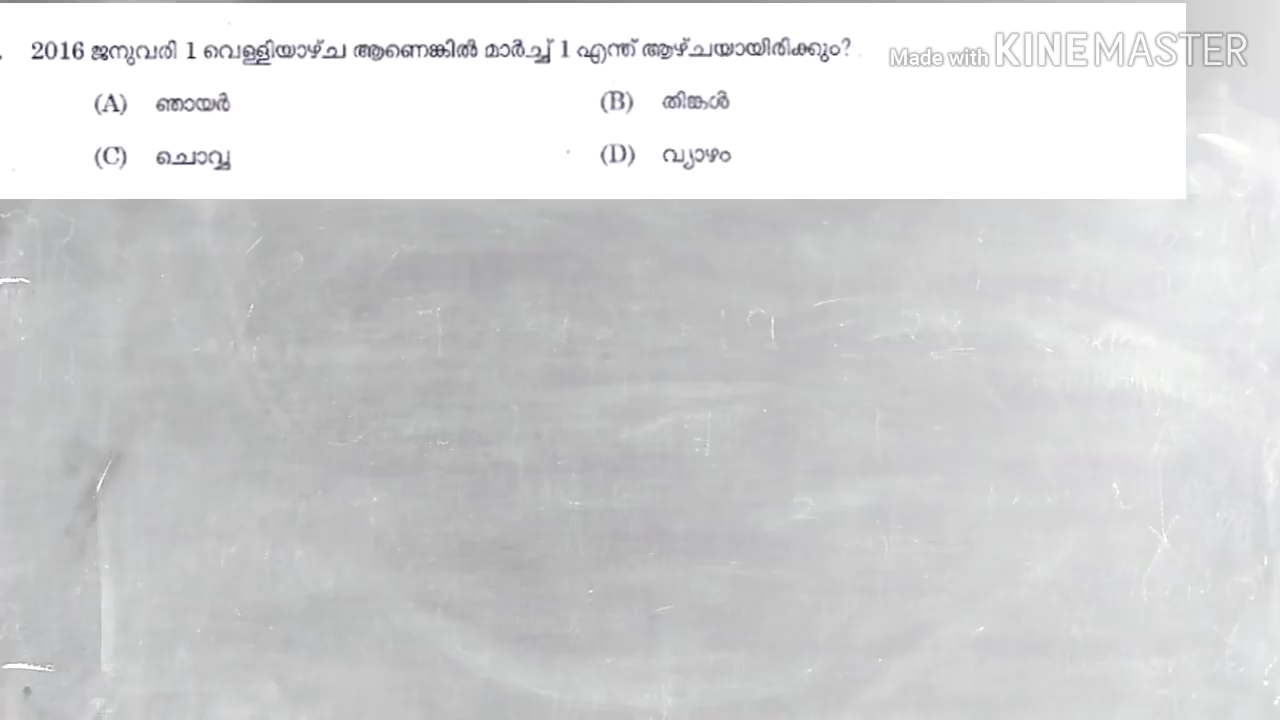 2016 ജനുവരി 1 വെള്ളിയാഴ്ച ആണെങ്കിൽ മാർച്ച് 1 എന്ത് ആഴ്ചയായിരിക്കും?
Made with KINEMASTER
(A) ഞായർ
(B) തിങ്കൾ
(C) ചൊവ്വ
(D) വ്യാഴം